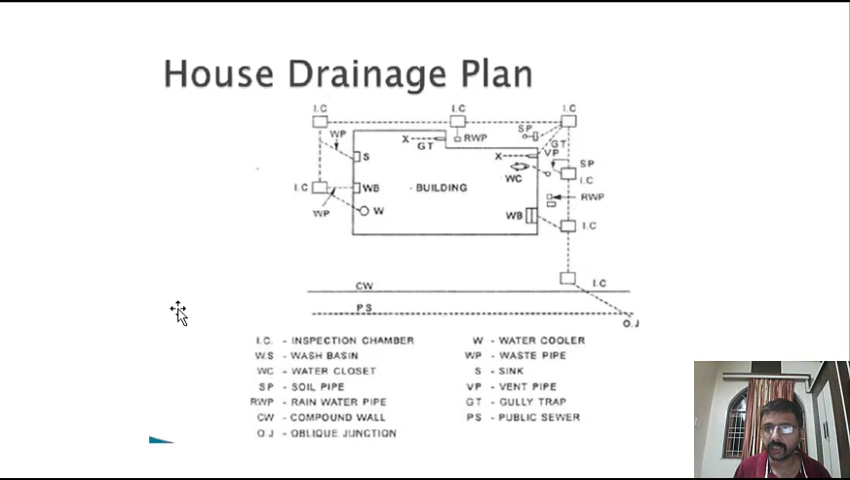 House Drainage Plan
I.C I.C I.C
WP X GT RWP SP GT
S X VP SP
WC I.C
I.C WB - BUILDING RWP
WP W WB I.C
CW I.C
PS
O.J
I.C. - INSPECTION CHAMBER W - WATER COOLER
W.S - WASH BASIN WP - WASTE PIPE
WC - WATER CLOSET S - SINK
SP - SOIL PIPE VP - VENT PIPE
RWP - RAIN WATER PIPE GT - GULLY TRAP
CW - COMPOUND WALL PS - PUBLIC SEWER
O.J - OBLIQUE JUNCTION